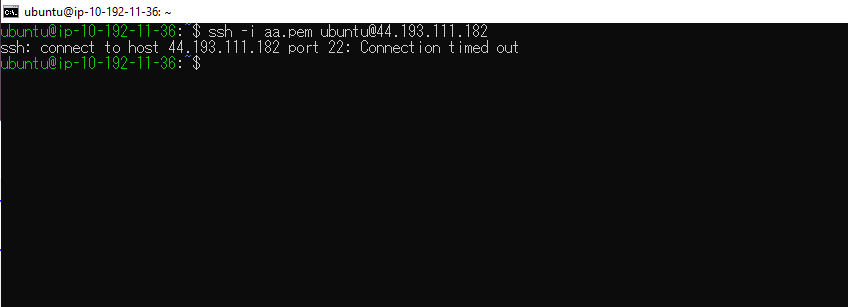 ubuntu@ip-10-192-11-36: ~
ubuntu@ip-10-192-11-36:~$ ssh -i aa.pem ubuntu@44.193.111.182
ssh: connect to host 44.193.111.182 port 22: Connection timed out
ubuntu@ip-10-192-11-36:~$